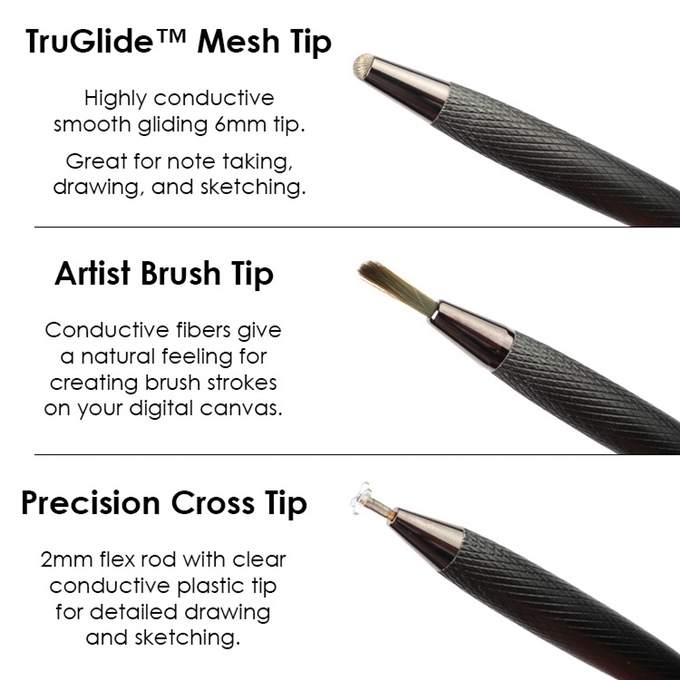 TruGlide™ Mesh Tip
Highly conductive
smooth gliding 6mm tip.
Great for note taking,
drawing, and sketching.
Artist Brush Tip
Conductive fibers give
a natural feeling for
creating brush strokes
on your digital canvas.
Precision Cross Tip
2mm flex rod with clear
conductive plastic tip
for detailed drawing
and sketching.